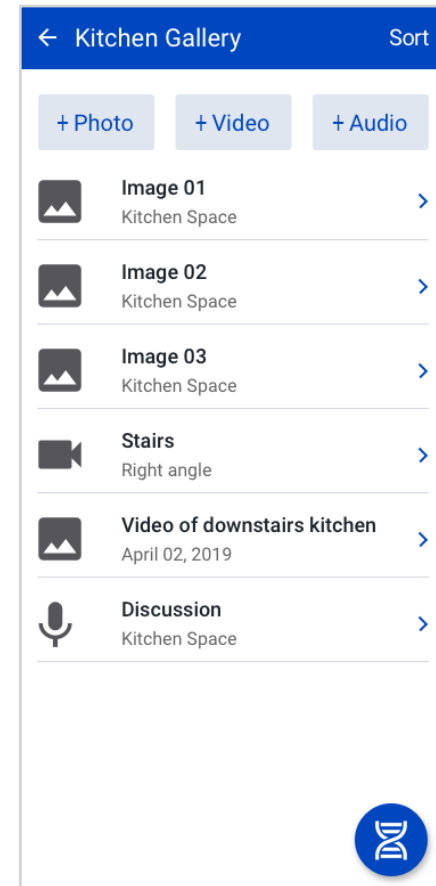 Kitchen Gallery Sort
+ Photo + Video + Audio
Image 01
Kitchen Space
Image 02
Kitchen Space
Image 03
Kitchen Space
Stairs
Right angle
Video of downstairs kitchen
April 02, 2019
Discussion
Kitchen Space